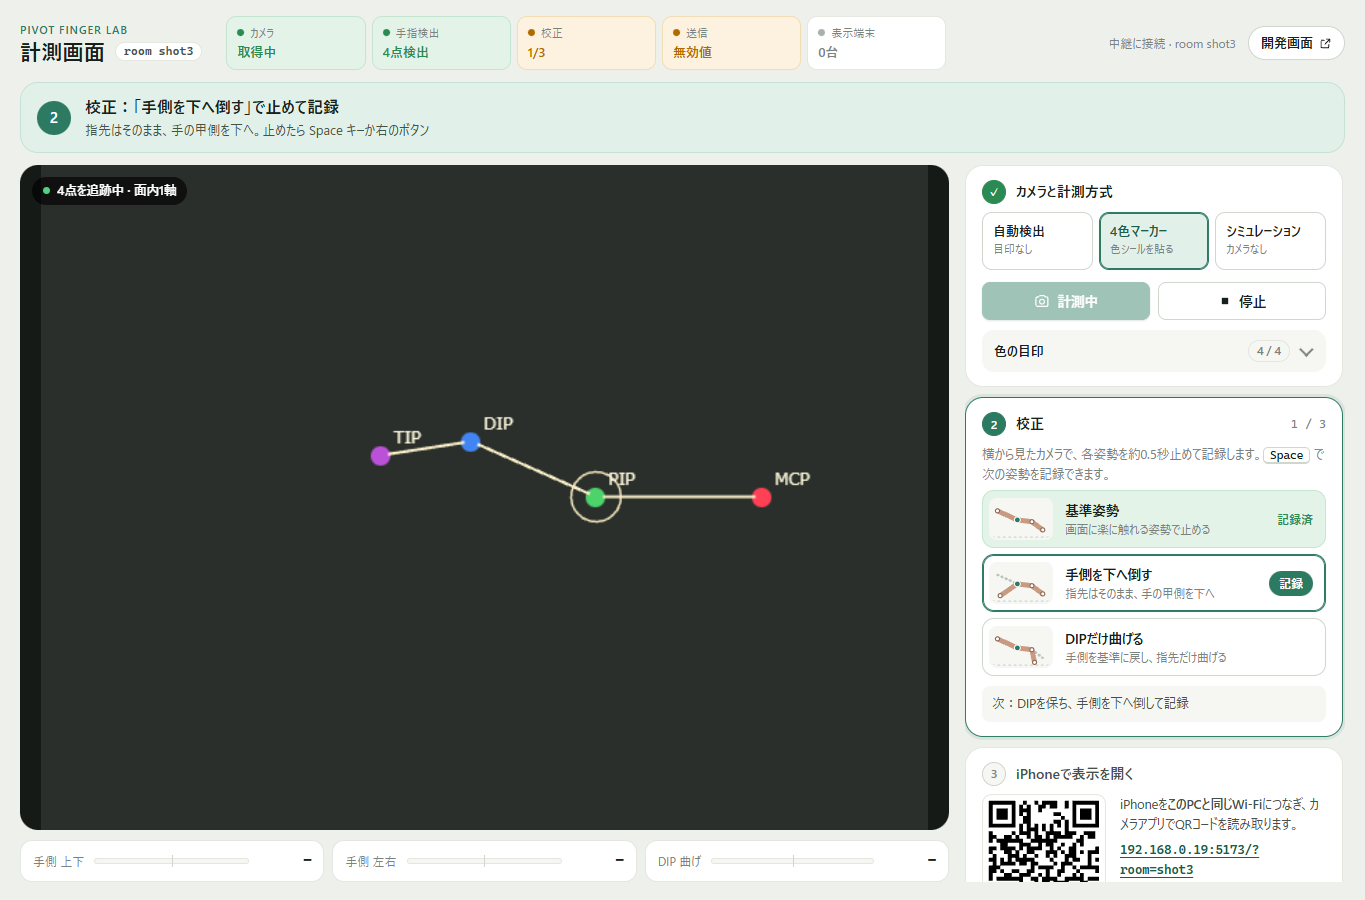 PIVOT FINGER LAB
計測画面
room shot3
カメラ
取得中
手指検出
4点検出
校正
1/3
送信
無効値
表示端末
0台
中継に接続 · room shot3
開発画面
2
校正：「手側を下へ倒す」で止めて記録
指先はそのまま、手の甲側を下へ。止めたら Space キーか右のボタン
4点を追跡中 · 面内1軸
TIP
DIP
PIP
MCP
手側 上下
–
手側 左右
–
DIP 曲げ
–
カメラと計測方式
自動検出
目印なし
4色マーカー
色シールを貼る
シミュレーション
カメラなし
計測中
停止
色の目印
4 / 4
2
校正
1 / 3
横から見たカメラで、各姿勢を約0.5秒止めて記録します。 Space で
次の姿勢を記録できます。
基準姿勢
画面に楽に触れる姿勢で止める
記録済
手側を下へ倒す
指先はそのまま、手の甲側を下へ
記録
DIPだけ曲げる
手側を基準に戻し、指先だけ曲げる
次：DIPを保ち、手側を下へ倒して記録
3
iPhoneで表示を開く
iPhoneをこのPCと同じWi-Fiにつなぎ、カ
メラアプリでQRコードを読み取ります。
192.168.0.19:5173/?
room=shot3